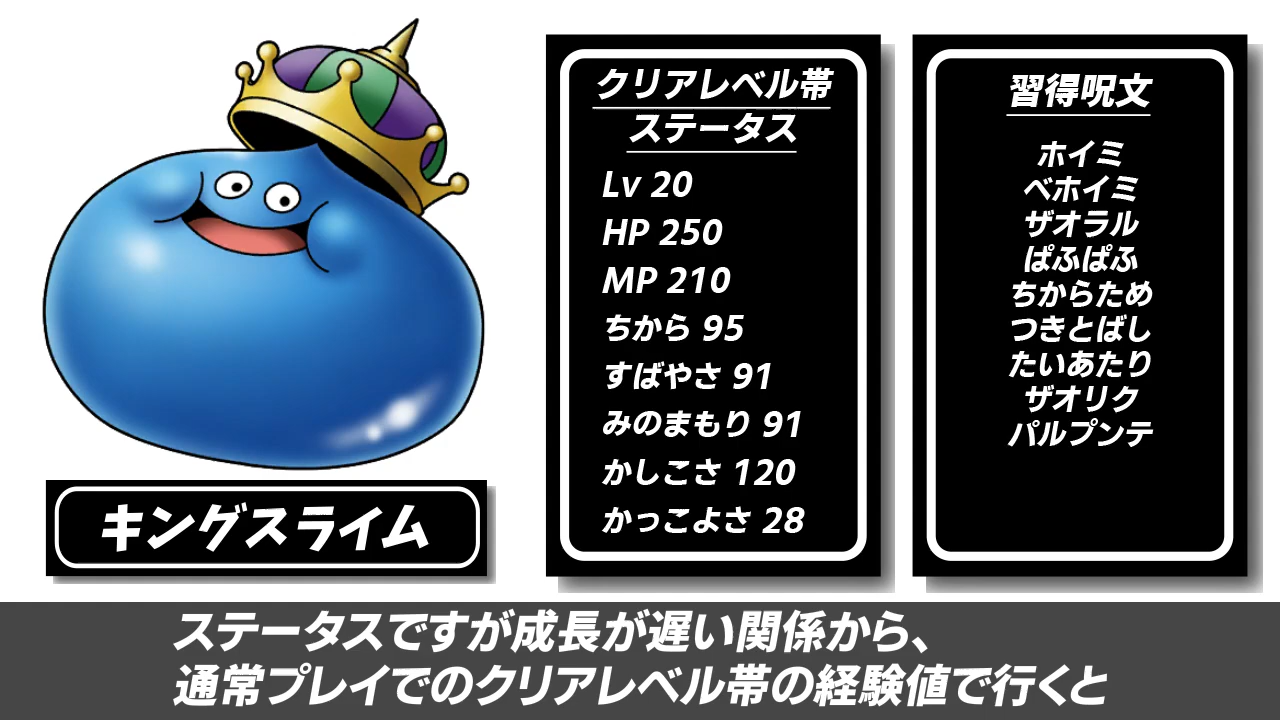 キングスライム
クリアレベル帯
ステータス
Lv 20
HP 250
MP 210
ちから 95
すばやさ 91
みのまもり 91
かしこさ 120
かっこよさ 28
習得呪文
ホイミ
ベホイミ
ザオラル
ぱふぱふ
ちからため
つきとばし
たいあたり
ザオリク
パルプンテ
ステータスですが成長が遅い関係から、
通常プレイでのクリアレベル帯の経験値で行くと